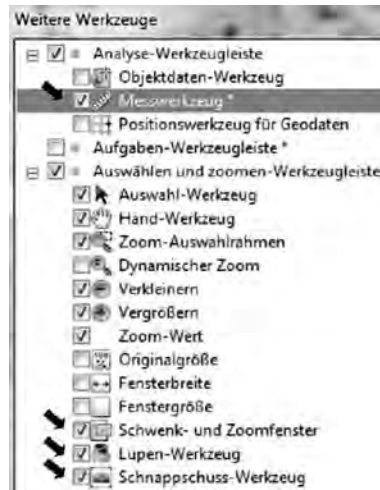 Weitere Werkzeuge
Analyse-Werkzeugleiste
Objektdaten-Werkzeug
Messwerkzeug *
Positionswerkzeug für Geodaten
Aufgaben-Werkzeugleiste *
Auswählen und zoomen-Werkzeugleiste
Auswahl-Werkzeug
Hand-Werkzeug
Zoom-Auswahlrahmen
Dynamischer Zoom
Verkleinern
Vergrößern
Zoom-Wert
Originalgröße
Fensterbreite
Fenstergröße
Schwenk- und Zoomfenster
Lupen-Werkzeug
Schnappschuss-Werkzeug